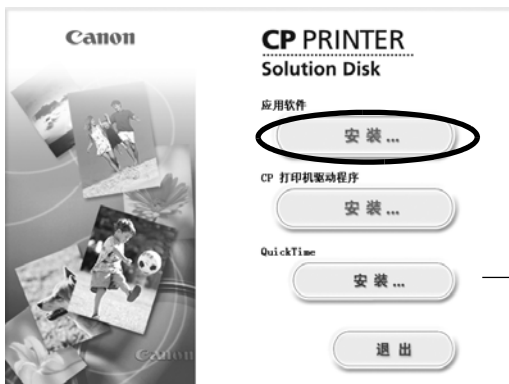 Canon
CP PRINTER
Solution Disk
应用软件
安 装 ...
CP 打印机驱动程序
安 装 ...
QuickTime
安 装 ...
退 出
Canon